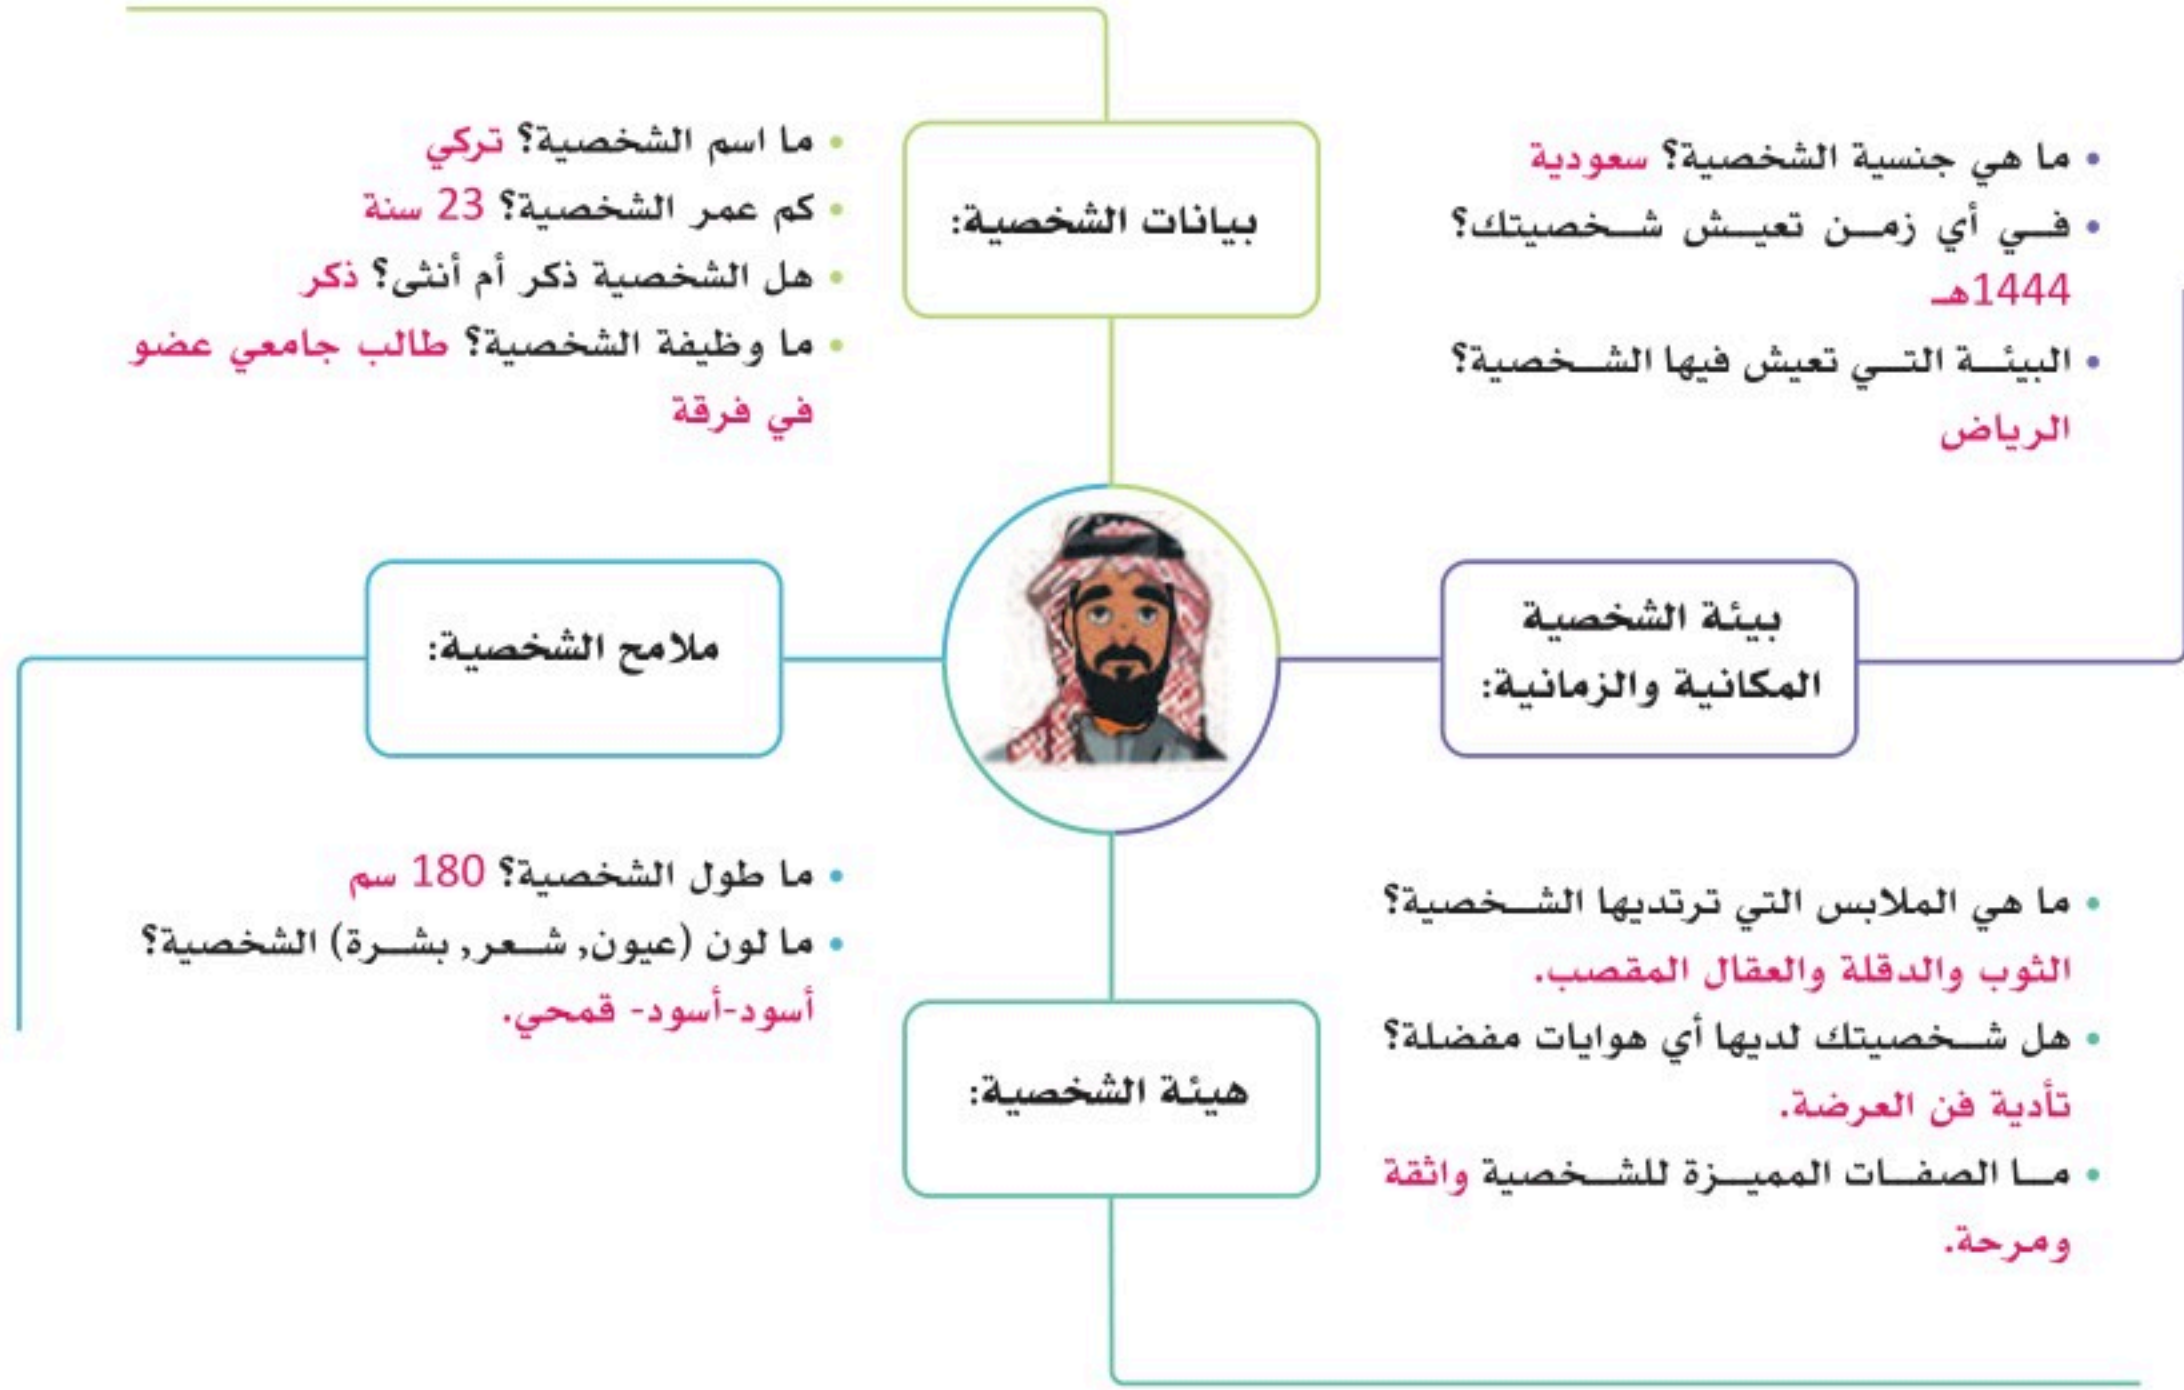 بيانات الشخصية:
ما اسم الشخصية؟ تركي
كم عمر الشخصية؟ 23 سنة
هل الشخصية ذكر أم أنثى؟ ذكر
ما وظيفة الشخصية؟ طالب جامعي عضو
في فرقة
بيئة الشخصية
المكانية والزمانية:
ما هي جنسية الشخصية؟ سعودية
في أي زمن تعيش شخصيتك؟
1444هـ
البيئة التي تعيش فيها الشخصية؟
الرياض
ملامح الشخصية:
ما طول الشخصية؟ 180 سم
ما لون (عيون, شعر, بشرة) الشخصية؟
أسود-أسود- قمحي.
هيئة الشخصية:
ما هي الملابس التي ترتديها الشخصية؟
الثوب والدقلة والعقال المقصب.
هل شخصيتك لديها أي هوايات مفضلة؟
تأدية فن العرضة.
ما الصفات المميزة للشخصية واثقة
ومرحة.